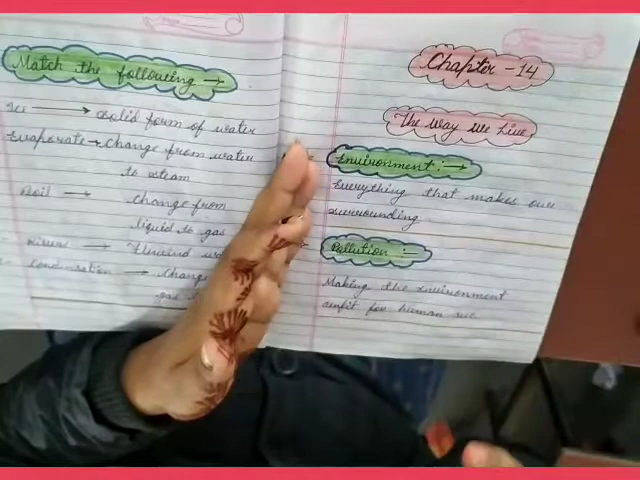 Match the following →
Ice → solid form of water
Evaporate → change from water
to steam
Boil → change from
liquid to gas
→
condensation → change
gas
Chapter - 14
The way we live
Environment :- →
Everything that makes our
surrounding
Pollution :-
Making the environment
unfit for human use